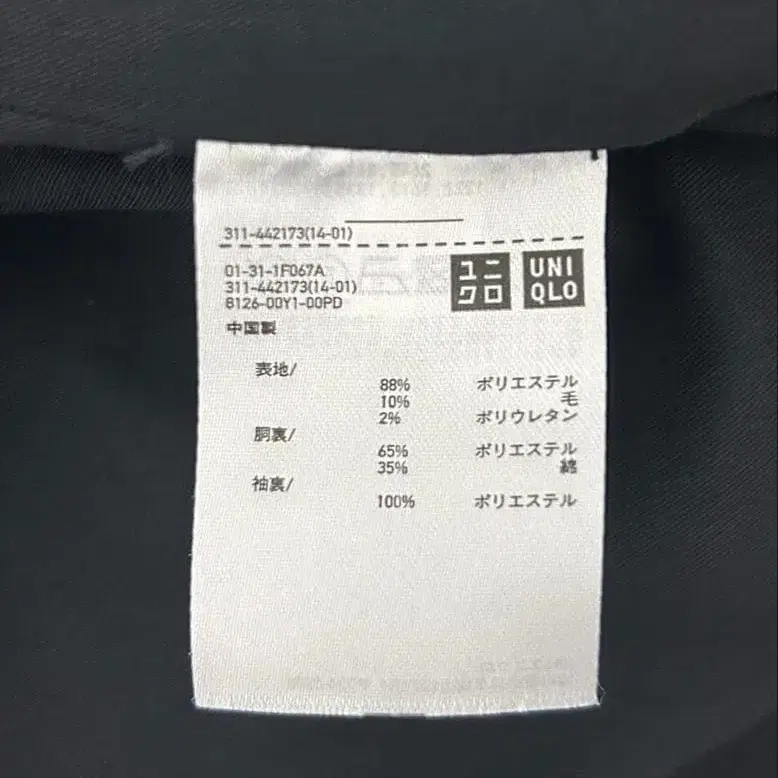 311-442173(14-01)
01-31-1F067A
311-442173(14-01)
8126-00Y1-00PD
ユニ
クロ
UNI
QLO
中国製
表地/
88% ポリエステル
10% 毛
2% ポリウレタン
胴裏/
65% ポリエステル
35% 綿
袖裏/
100% ポリエステル